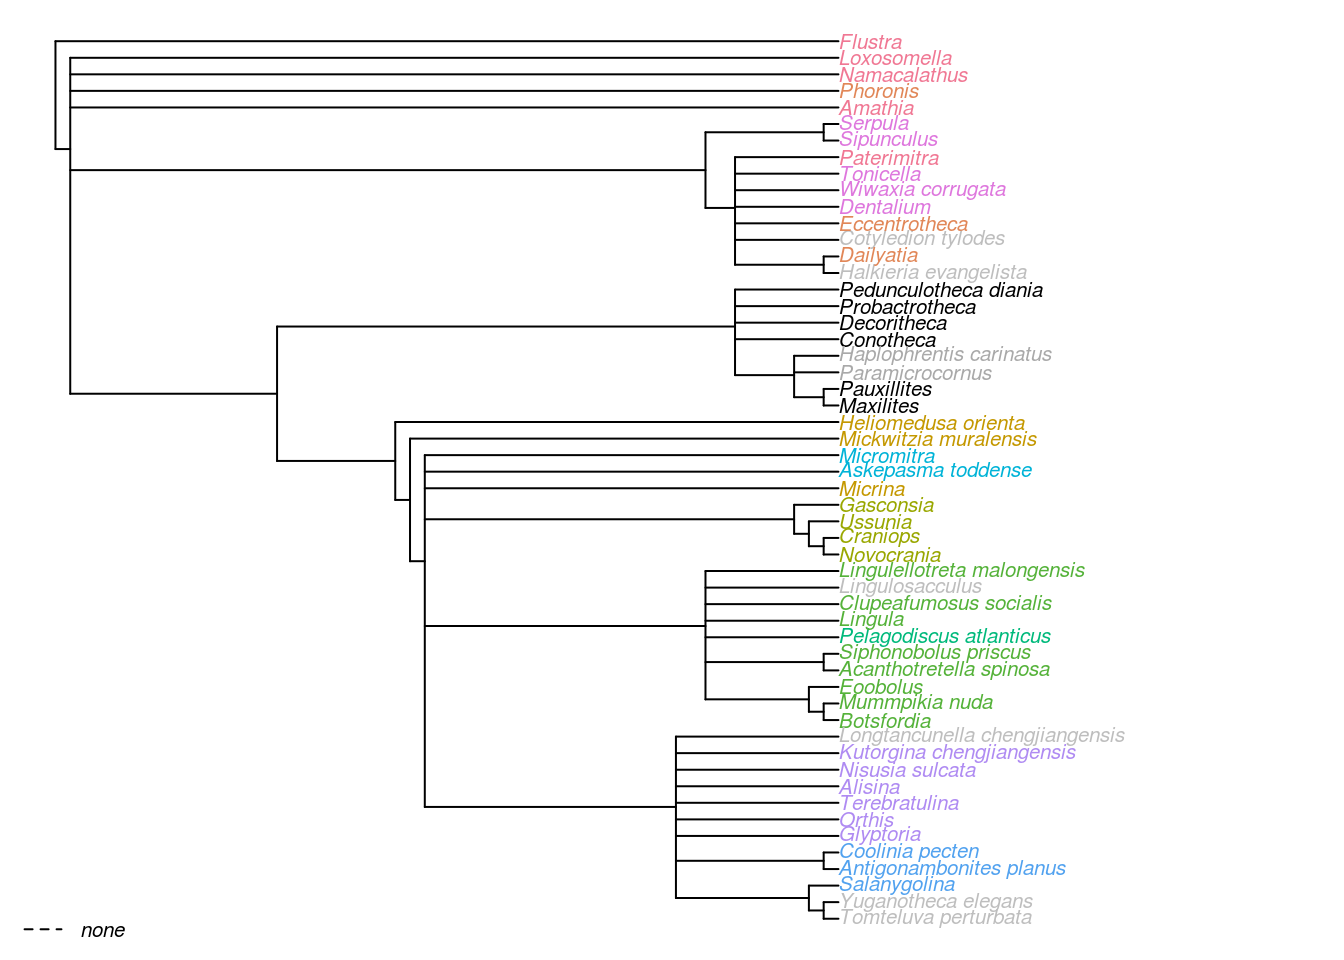 Flustra
Loxosomella
Namacalathus
Phoronis
Amathia
Serpula
Sipunculus
Paterimitra
Tonicella
Wiwaxia corrugata
Dentalium
Eccentrotheca
Cotyledion tylodes
Dailyatia
Halkieria evangelista
Pedunculotheca diania
Probactrotheca
Decoritheca
Conotheca
Haplophrentis carinatus
Paramicrocornus
Pauxillites
Maxilites
Heliomedusa orienta
Mickwitzia muralensis
Micromitra
Askepasma toddense
Micrina
Gasconsia
Ussunia
Craniops
Novocrania
Lingulellotreta malongensis
Lingulosacculus
Clupeafumosus socialis
Lingula
Pelagodiscus atlanticus
Siphonobolus priscus
Acanthotretella spinosa
Eoobolus
Mummpikia nuda
Botsfordia
Longtancunella chengjiangensis
Kutorgina chengjiangensis
Nisusia sulcata
Alisina
Terebratulina
Orthis
Glyptoria
Coolinia pecten
Antigonambonites planus
Salanygolina
Yuganotheca elegans
Tomteluva perturbata
none